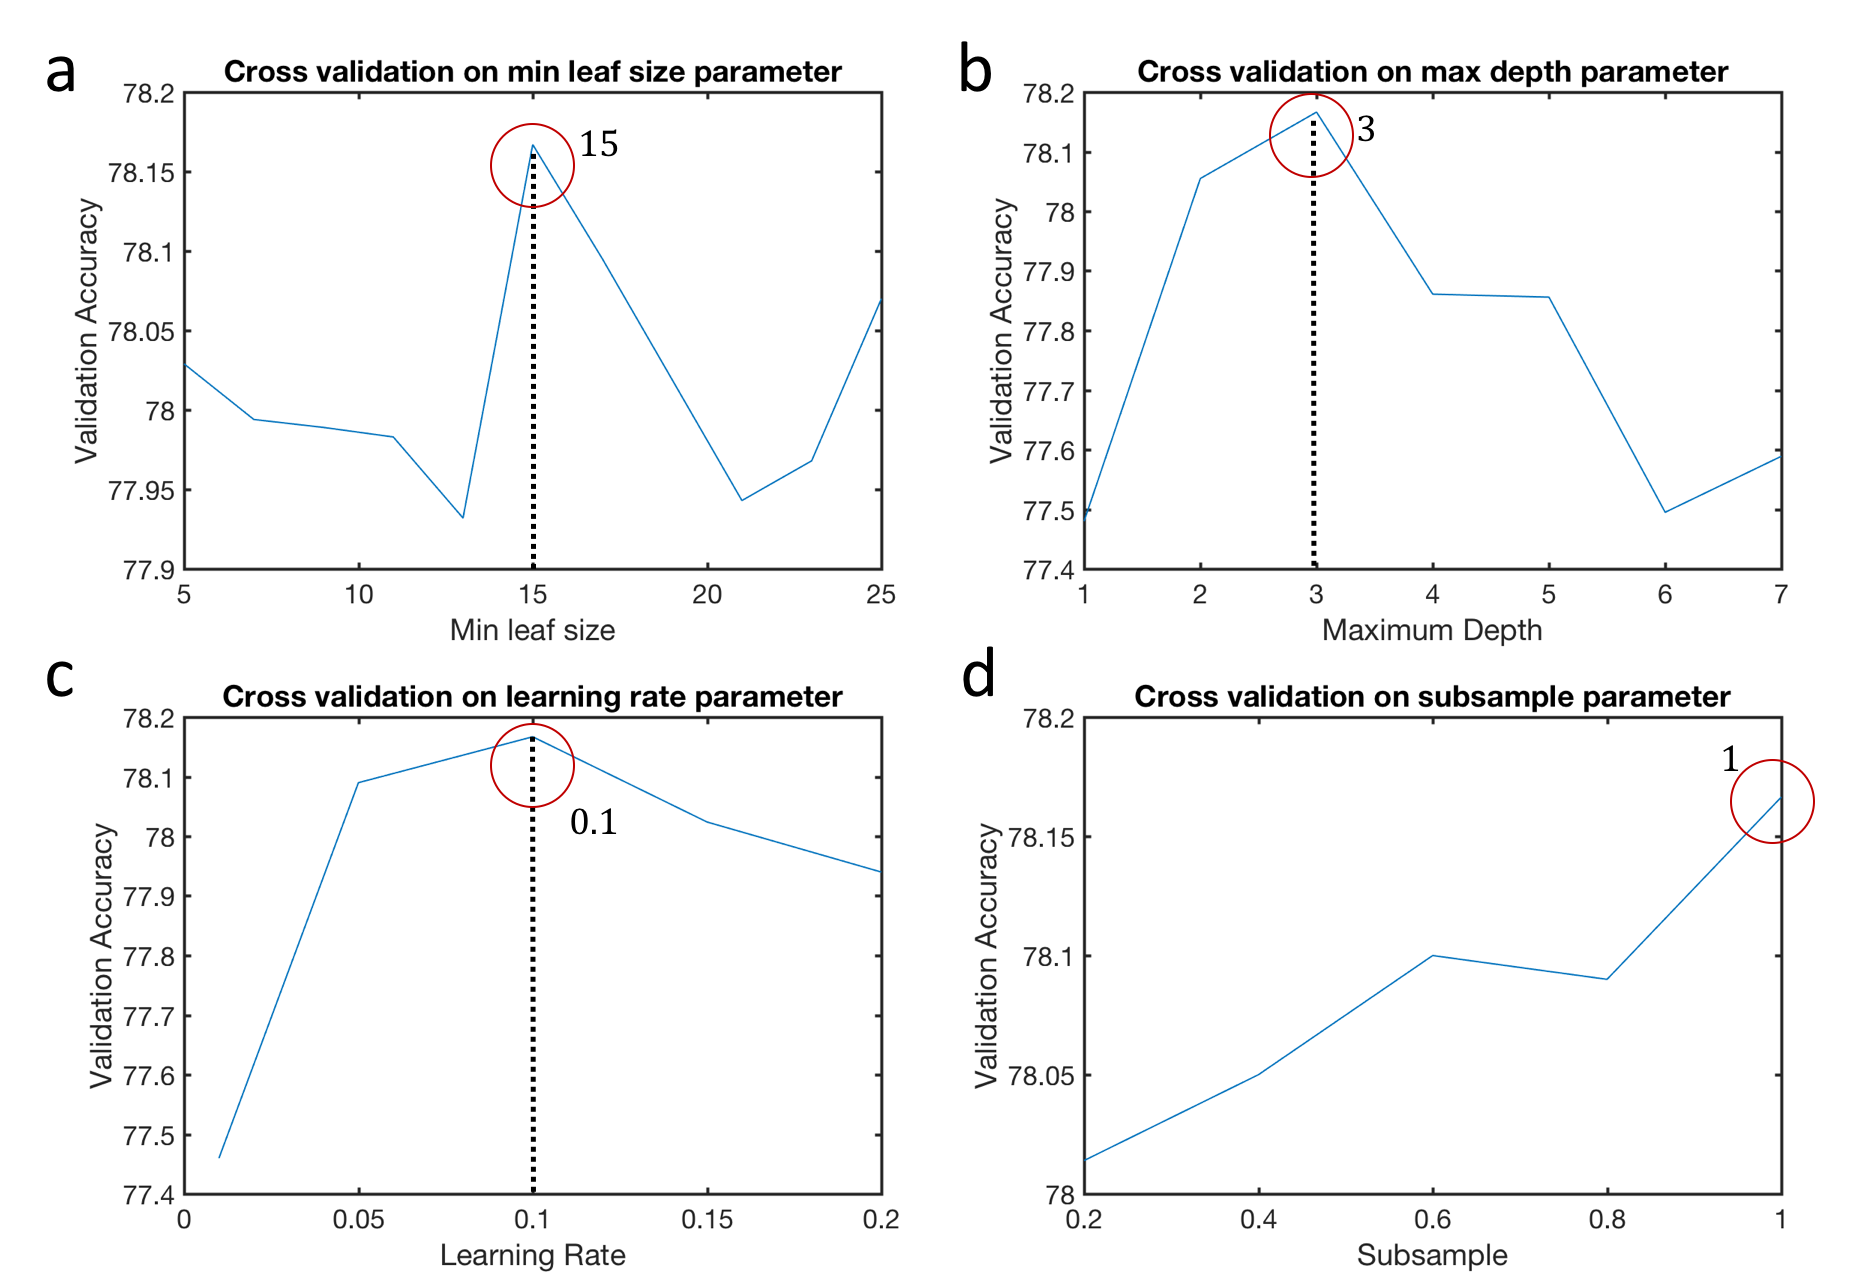 a
Cross validation on min leaf size parameter
78.2
78.15
78.1
78.05
78
77.95
77.9
Validation Accuracy
15
5 10 15 20 25
Min leaf size
b
Cross validation on max depth parameter
78.2
78.1
78
77.9
77.8
77.7
77.6
77.5
77.4
Validation Accuracy
3
1 2 3 4 5 6 7
Maximum Depth
c
Cross validation on learning rate parameter
78.2
78.1
78
77.9
77.8
77.7
77.6
77.5
77.4
Validation Accuracy
0.1
0 0.05 0.1 0.15 0.2
Learning Rate
d
Cross validation on subsample parameter
78.2
78.15
78.1
78.05
78
Validation Accuracy
1
0.2 0.4 0.6 0.8 1
Subsample